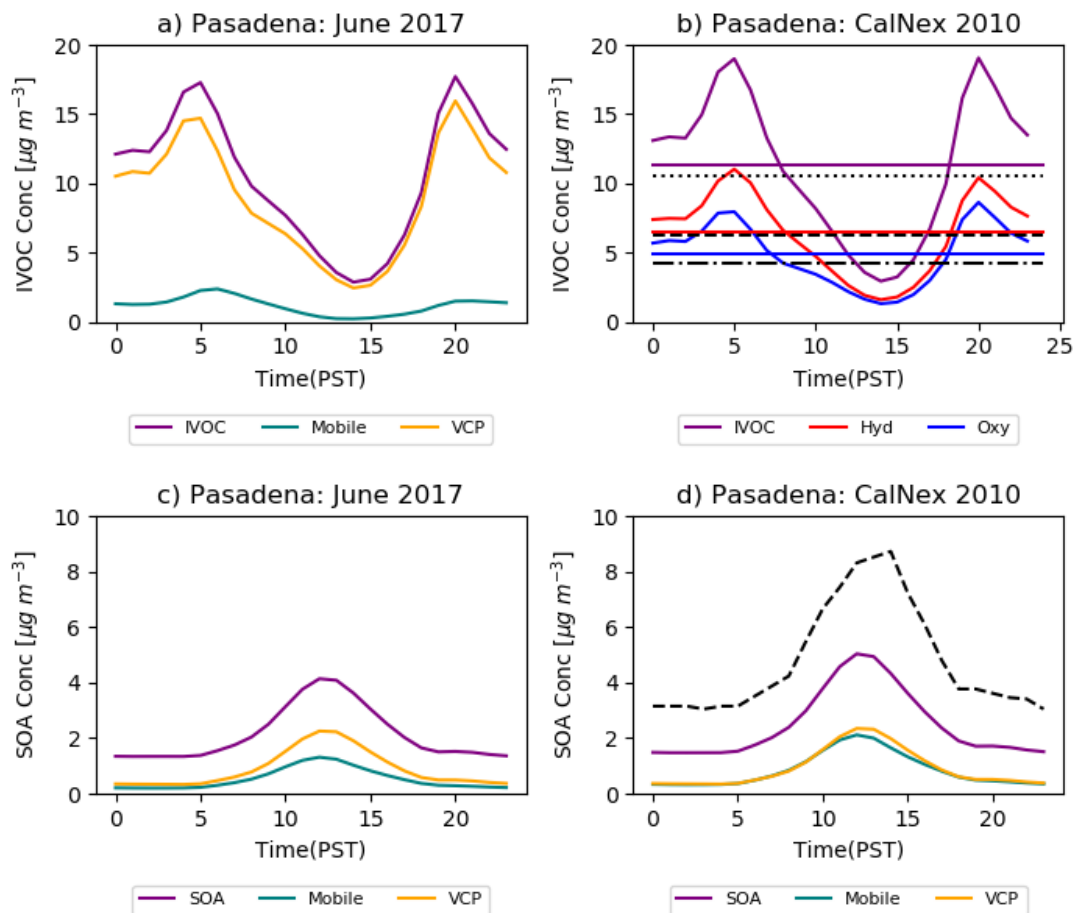 a) Pasadena: June 2017
IVOC Conc [μg m⁻³]
20
15
10
5
0
0 5 10 15 20
Time(PST)
IVOC Mobile VCP
b) Pasadena: CalNex 2010
IVOC Conc [μg m⁻³]
20
15
10
5
0
0 5 10 15 20 25
Time(PST)
IVOC Hyd Oxy
c) Pasadena: June 2017
SOA Conc [μg m⁻³]
10
8
6
4
2
0
0 5 10 15 20
Time(PST)
SOA Mobile VCP
d) Pasadena: CalNex 2010
SOA Conc [μg m⁻³]
10
8
6
4
2
0
0 5 10 15 20
Time(PST)
SOA Mobile VCP